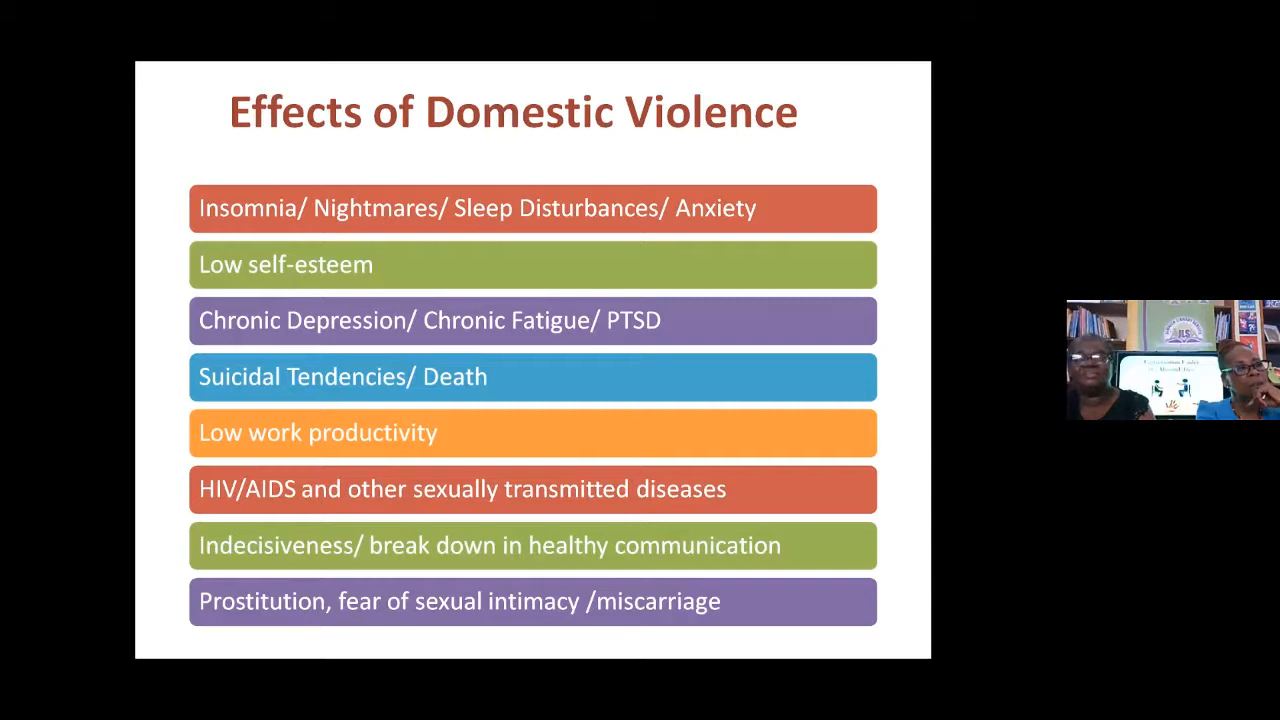 Effects of Domestic Violence
Insomnia/ Nightmares/ Sleep Disturbances/ Anxiety
Low self-esteem
Chronic Depression/ Chronic Fatigue/ PTSD
Suicidal Tendencies/ Death
Low work productivity
HIV/AIDS and other sexually transmitted diseases
Indecisiveness/ break down in healthy communication
Prostitution, fear of sexual intimacy /miscarriage
JLS